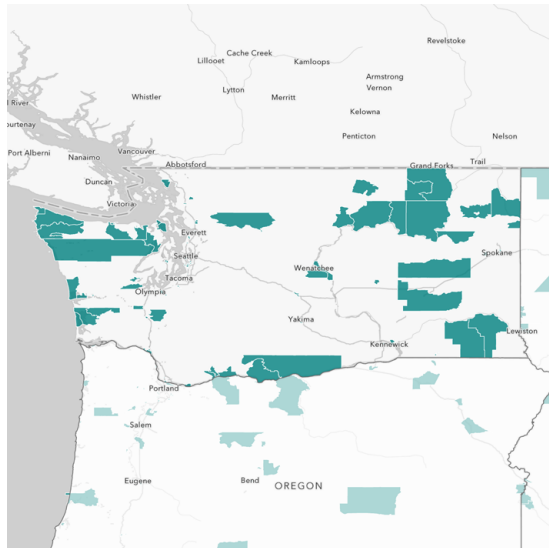 Revelstoke
Cache Creek
Lillooet
Kamloops
Armstrong
Vernon
Lytton
Merritt
Whistler
Kelowna
l River
ourtenay
Penticton
Nelson
Vancouver
Port Alberni
Nanaimo
Abbotsford
Grand Forks
Trail
Duncan
Victoria
Everett
Seattle
Spokane
Wenatchee
Tacoma
Olympia
Yakima
Lewiston
Kennewick
Portland
Salem
Eugene
Bend
OREGON